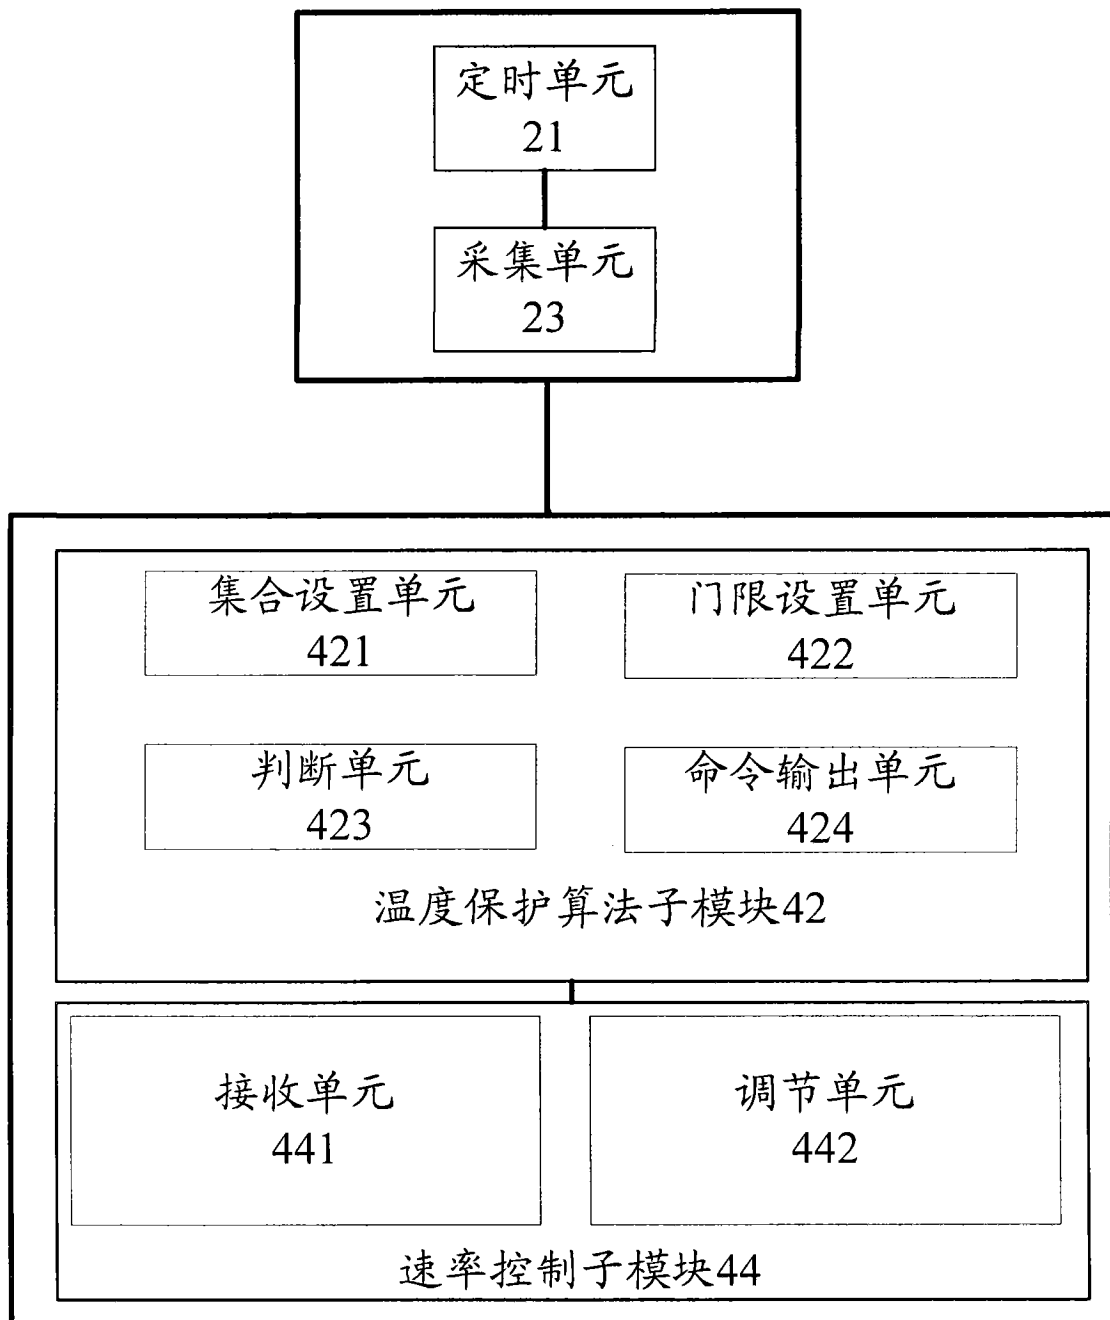 定时单元
21
采集单元
23
集合设置单元
421
门限设置单元
422
判断单元
423
命令输出单元
424
温度保护算法子模块42
接收单元
441
调节单元
442
速率控制子模块44